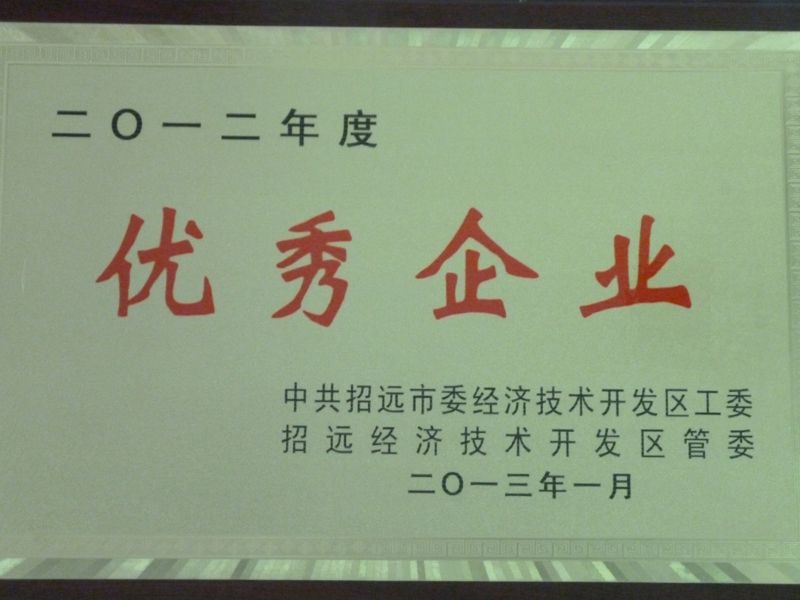 二〇一二年度
优秀企业
中共招远市委经济技术开发区工委
招远经济技术开发区管委
二〇一三年一月